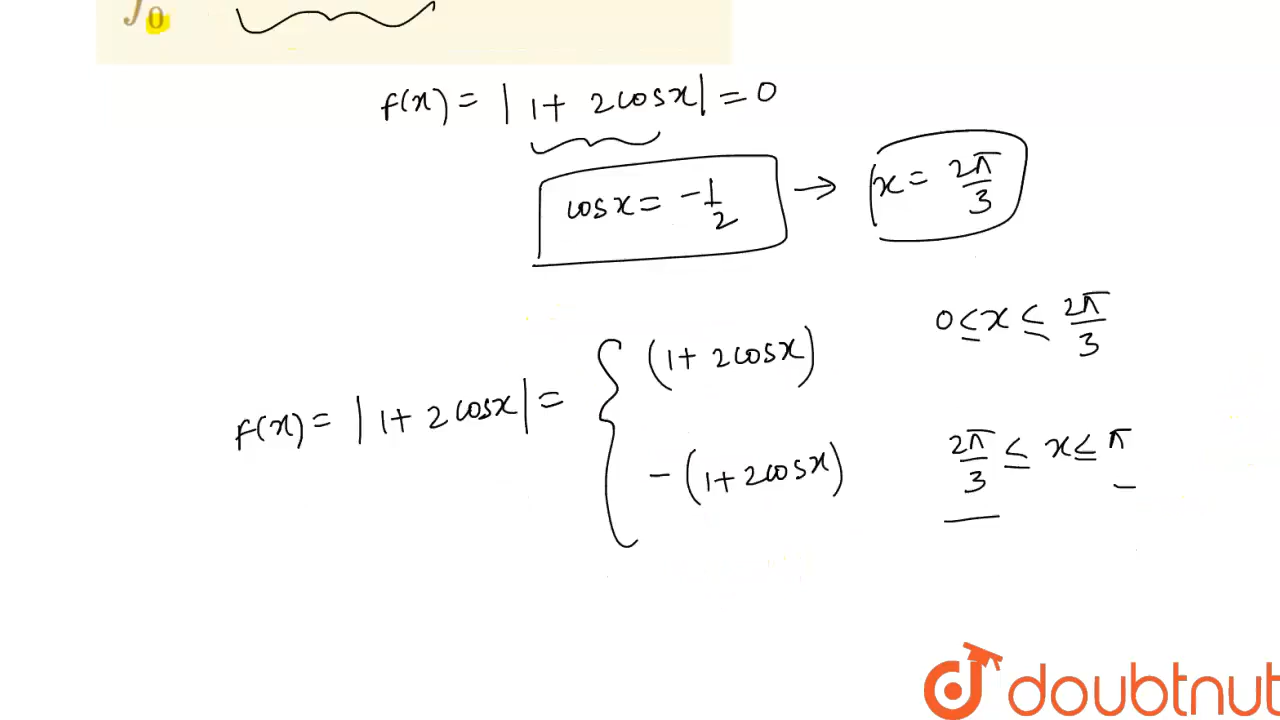 ∫₀
f(x) = |1 + 2cosx| = 0
cosx = -1/2 → x = 2π/3
f(x) = |1 + 2cosx| = { (1 + 2cosx) 0 ≤ x ≤ 2π/3
-(1 + 2cosx) 2π/3 ≤ x ≤ π
doubtnut